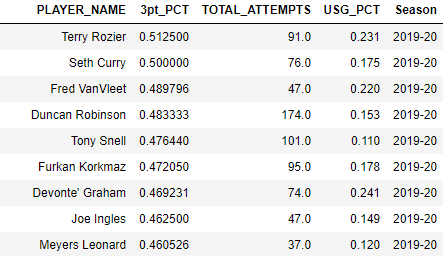 PLAYER_NAME 3pt_PCT TOTAL_ATTEMPTS USG_PCT Season
Terry Rozier 0.512500 91.0 0.231 2019-20
Seth Curry 0.500000 76.0 0.175 2019-20
Fred VanVleet 0.489796 47.0 0.220 2019-20
Duncan Robinson 0.483333 174.0 0.153 2019-20
Tony Snell 0.476440 101.0 0.110 2019-20
Furkan Korkmaz 0.472050 95.0 0.178 2019-20
Devonte' Graham 0.469231 74.0 0.241 2019-20
Joe Ingles 0.462500 47.0 0.149 2019-20
Meyers Leonard 0.460526 37.0 0.120 2019-20